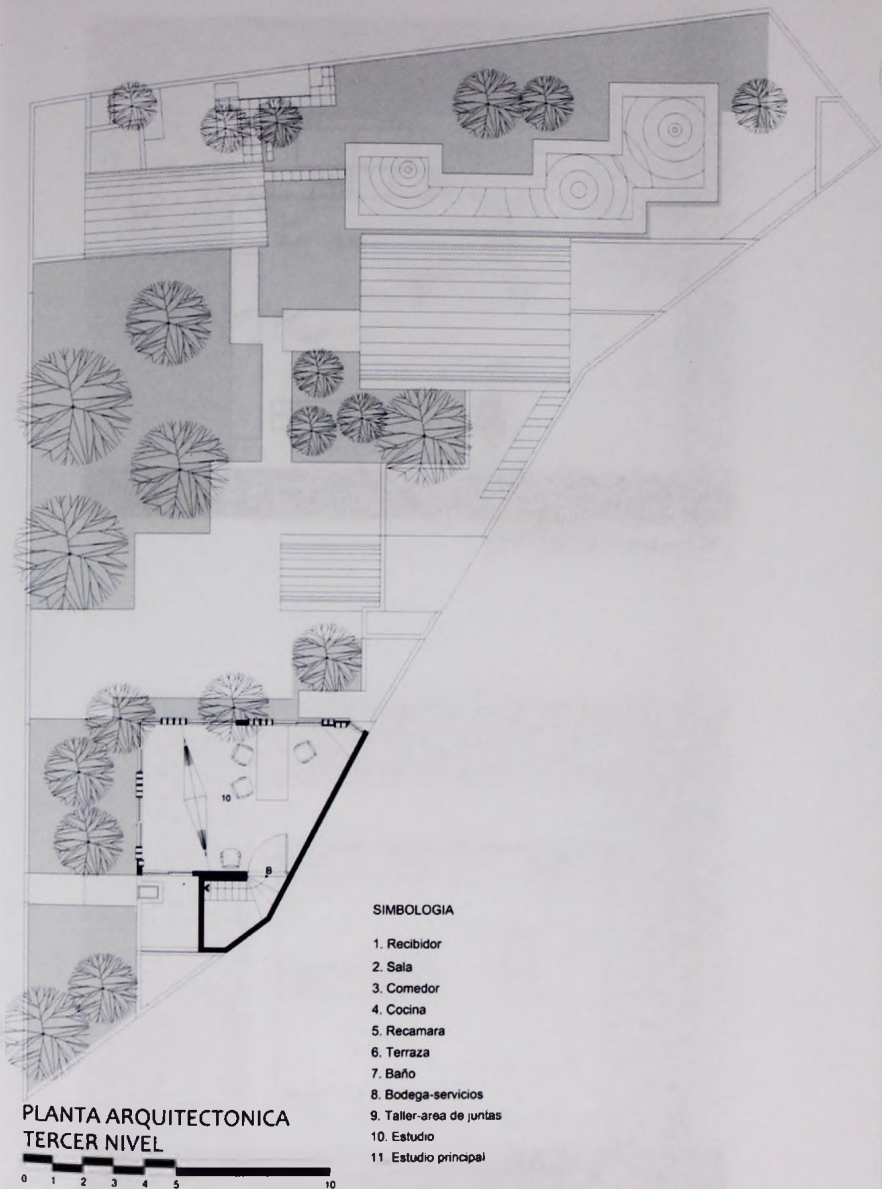 10
B
SIMBOLOGIA
1. Recibidor
2. Sala
3. Comedor
4. Cocina
5. Recamara
6. Terraza
7. Baño
8. Bodega-servicios
9. Taller-area de juntas
10. Estudio
11. Estudio principal
PLANTA ARQUITECTONICA
TERCER NIVEL
0 1 2 3 4 5 10